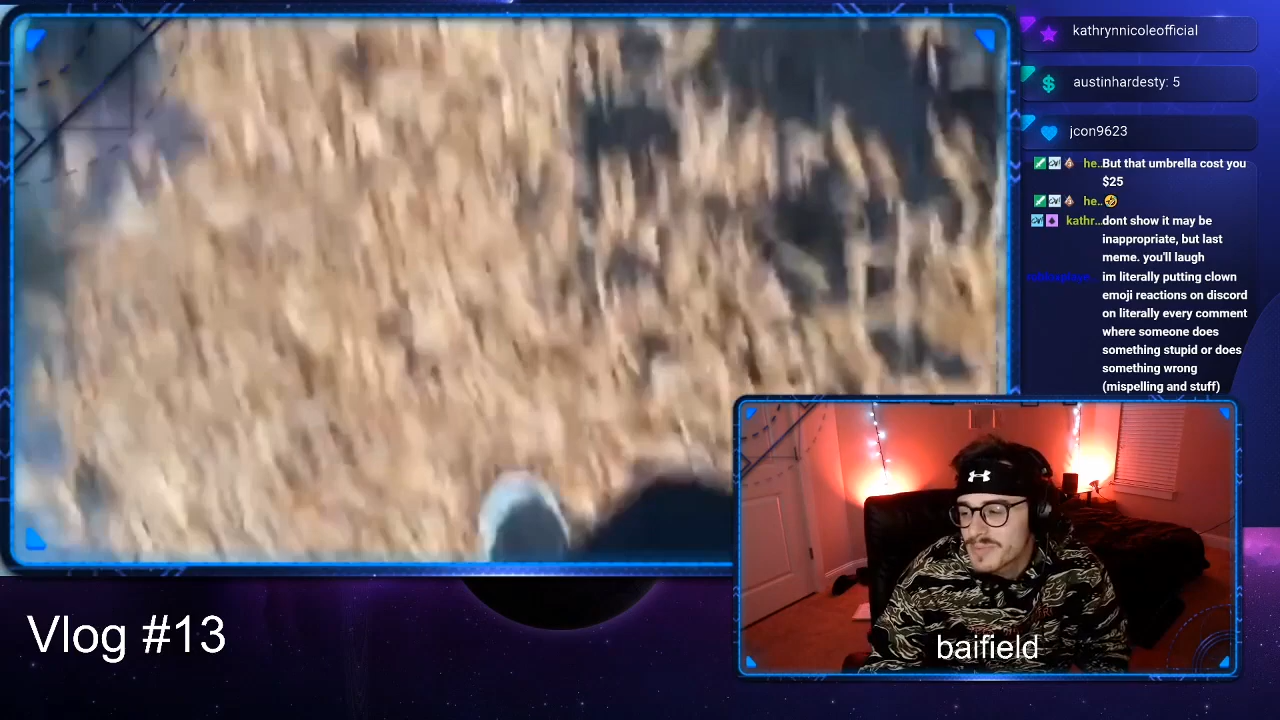 kathrynnicoleofficial
austinhardesty: 5
jcon9623
he.. But that umbrella cost you
$25
he.. 🤣
kathr... dont show it may be
inappropriate, but last
meme. you'll laugh
im literally putting clown
emoji reactions on discord
on literally every comment
where someone does
something stupid or does
something wrong
(mispelling and stuff)
Vlog #13
baifield